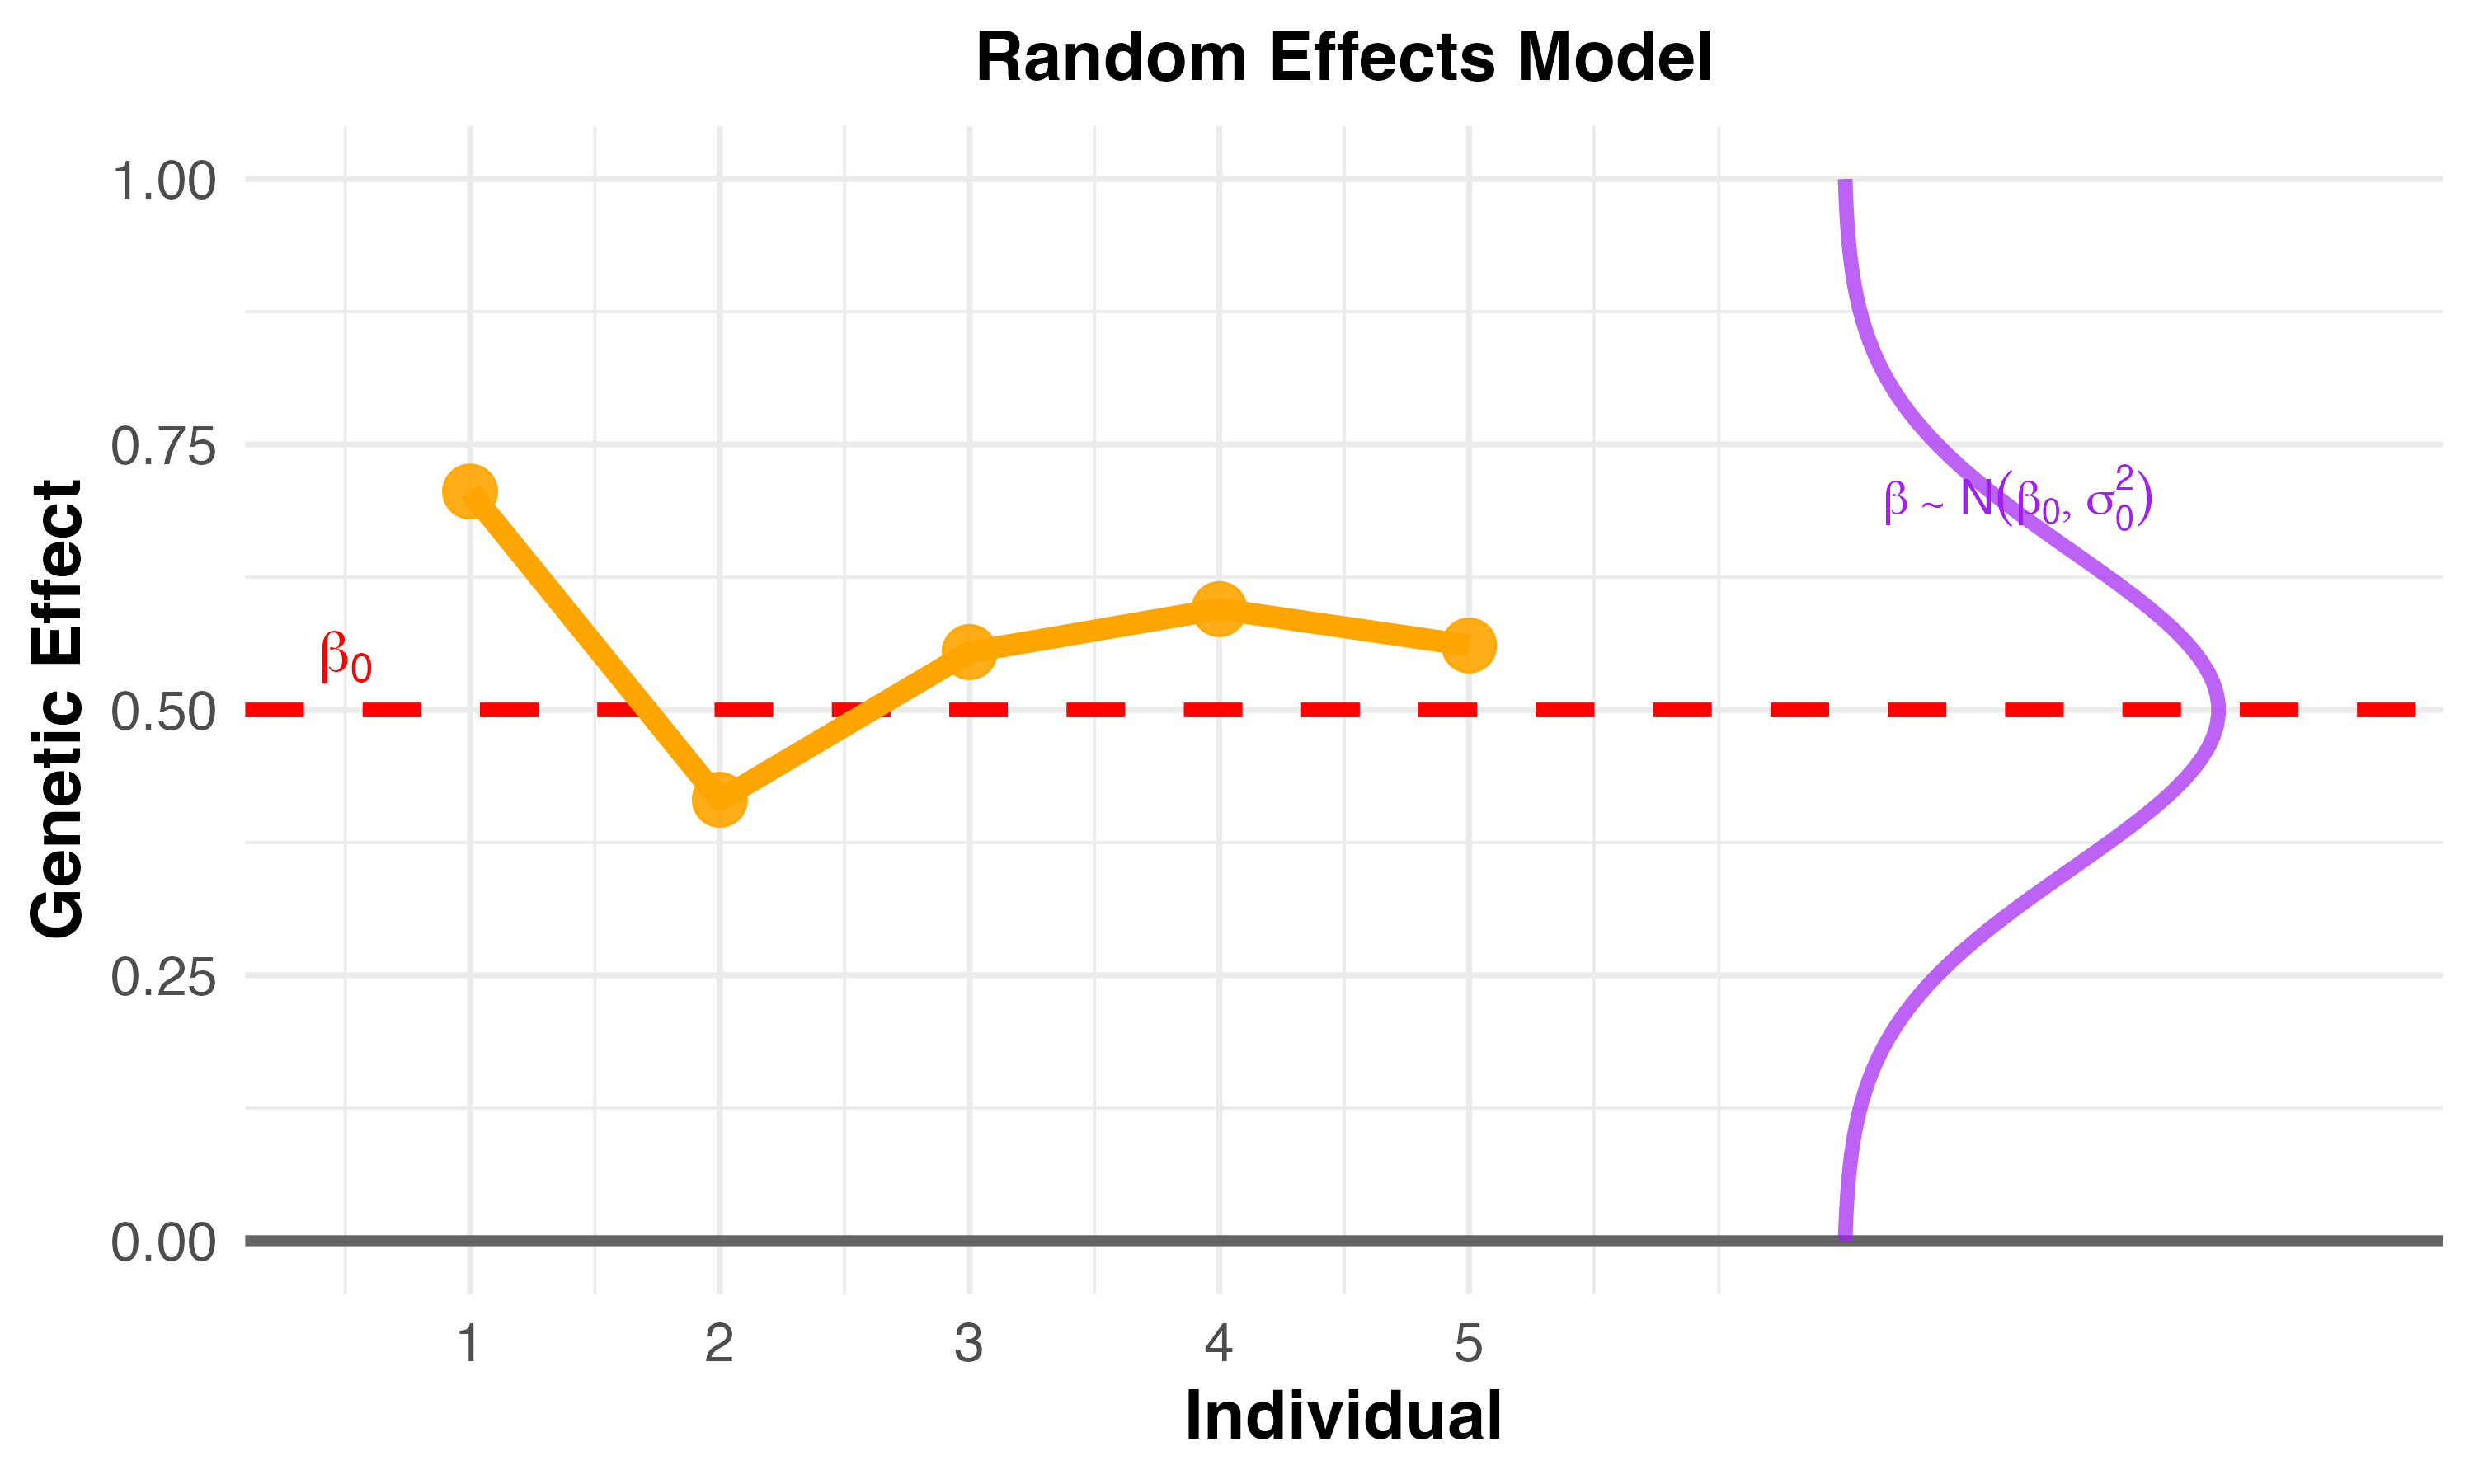 Random Effects Model
Genetic Effect
1.00
0.75
0.50
0.25
0.00
β₀
β ~ N(β₀, σ₀²)
1 2 3 4 5
Individual